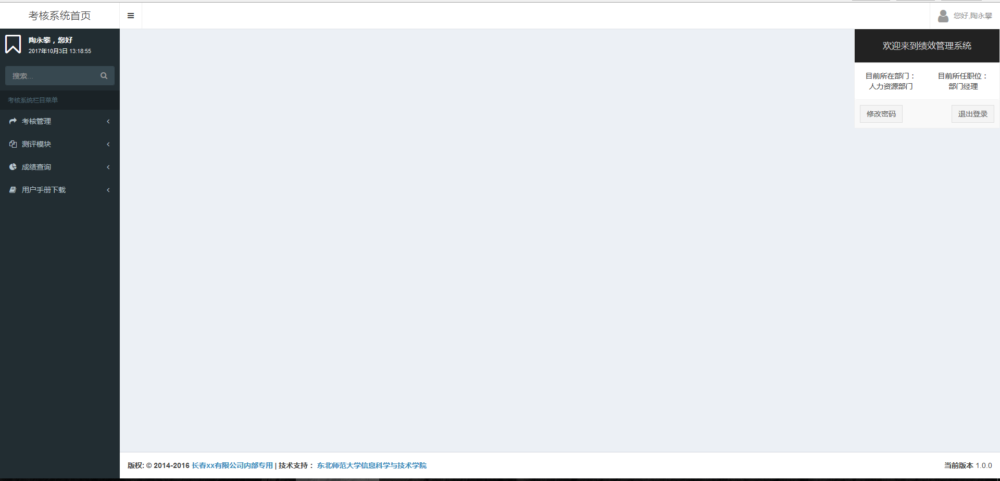 考核系统首页
您好,陶永攀
陶永攀，您好
2017年10月3日 13:18:55
搜索...
考核系统栏目菜单
考核管理
测评模块
成绩查询
用户手册下载
欢迎来到绩效管理系统
目前所在部门：
人力资源部门
目前所任职位：
部门经理
修改密码
退出登录
版权: © 2014-2016 长春xx有限公司内部专用 | 技术支持： 东北师范大学信息科学与技术学院
当前版本 1.0.0